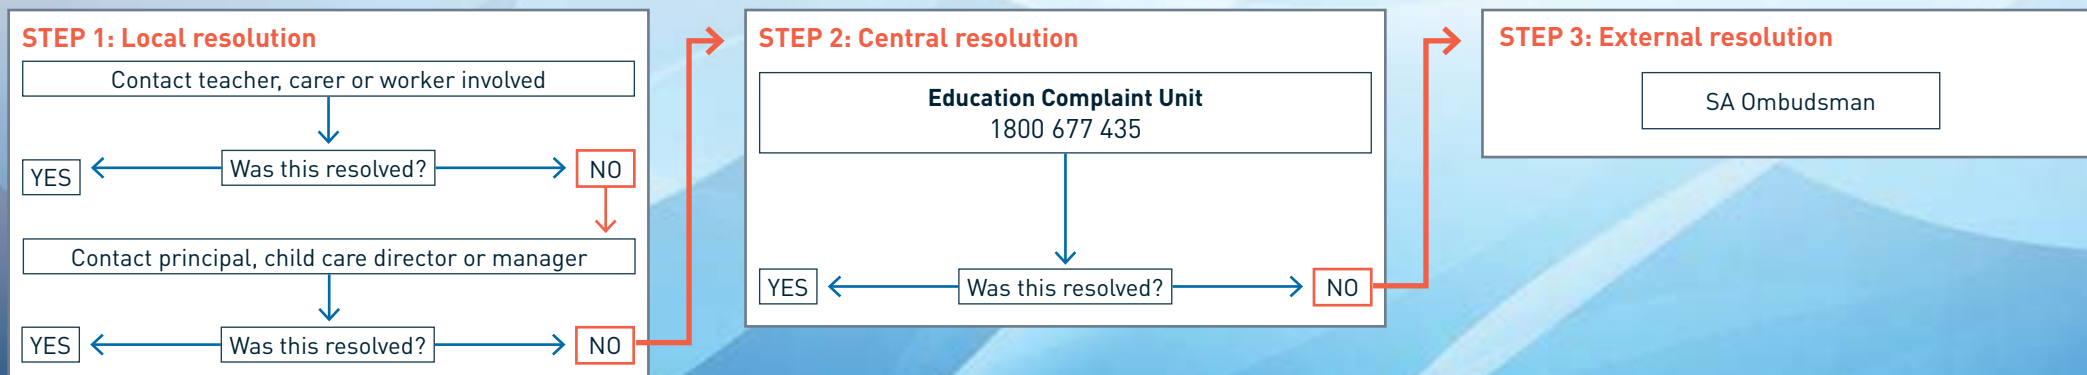 STEP 1: Local resolution
Contact teacher, carer or worker involved
YES
Was this resolved?
NO
Contact principal, child care director or manager
YES
Was this resolved?
NO
STEP 2: Central resolution
Education Complaint Unit
1800 677 435
YES
Was this resolved?
NO
STEP 3: External resolution
SA Ombudsman